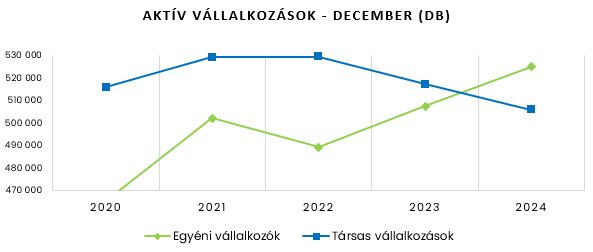 AKTÍV VÁLLALKOZÁSOK - DECEMBER (DB)
530 000
520 000
510 000
500 000
490 000
480 000
470 000
2020 2021 2022 2023 2024
Egyéni vállalkozók Társas vállalkozások